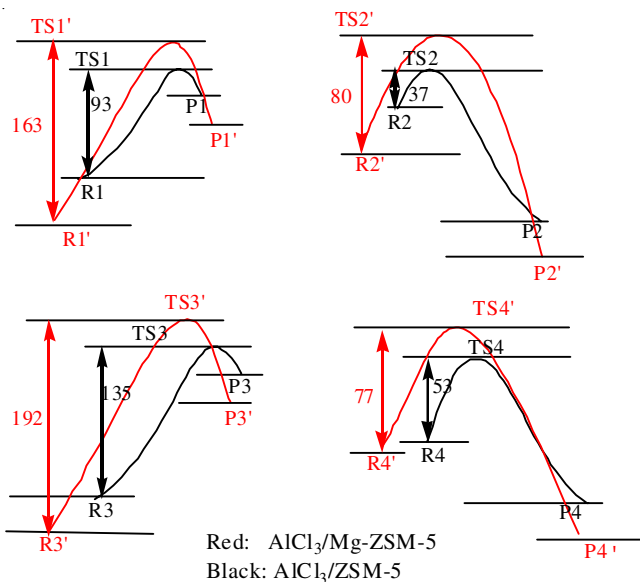 TS1'
TS1
93
163
P1
P1'
R1
R1'
TS2'
TS2
80
37
R2
R2'
P2
P2'
TS3'
TS3
192
135
P3
P3'
R3
R3'
TS4'
TS4
77
53
R4'
R4
P4
P4'
Red: AlCl₃/Mg-ZSM-5
Black: AlCl₃/ZSM-5